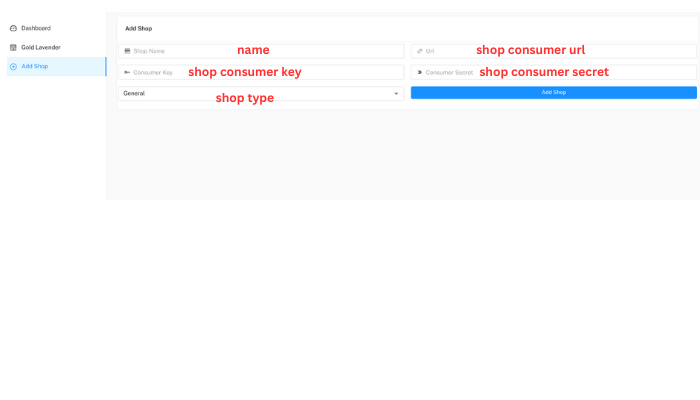 Dashboard
Gold Lavender
Add Shop
Add Shop
Shop Name name
Url shop consumer url
Consumer Key shop consumer key
Consumer Secret shop consumer secret
General
shop type
Add Shop